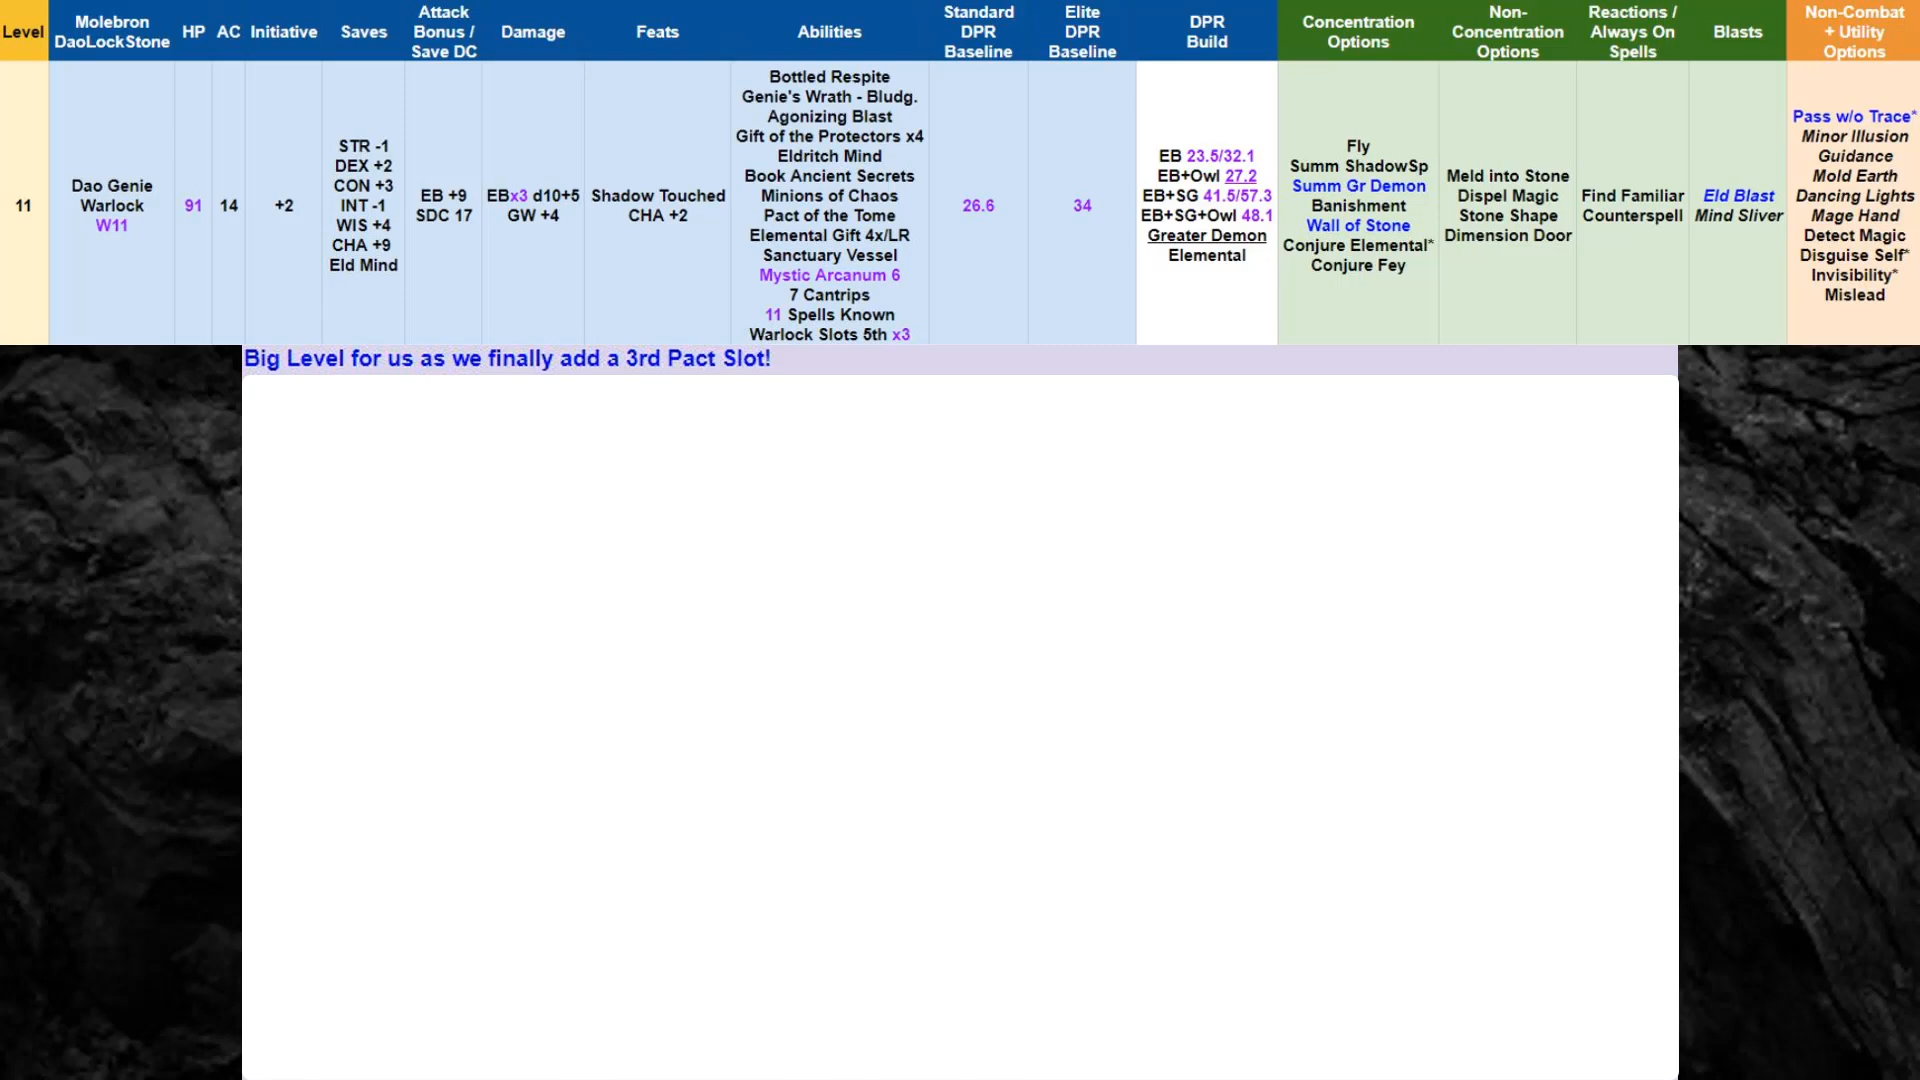 Level
Molebron
DaoLockStone
HP
AC
Initiative
Saves
Attack
Bonus /
Save DC
Damage
Feats
Abilities
Standard
DPR
Baseline
Elite
DPR
Baseline
DPR
Build
Concentration
Options
Non-
Concentration
Options
Reactions /
Always On
Spells
Blasts
Non-Combat
+ Utility
Options
11
Dao Genie
Warlock
W11
91
14
+2
STR -1
DEX +2
CON +3
INT -1
WIS +4
CHA +9
Eld Mind
EB +9
SDC 17
EBx3 d10+5
GW +4
Shadow Touched
CHA +2
Bottled Respite
Genie's Wrath - Bludg.
Agonizing Blast
Gift of the Protectors x4
Eldritch Mind
Book Ancient Secrets
Minions of Chaos
Pact of the Tome
Elemental Gift 4x/LR
Sanctuary Vessel
Mystic Arcanum 6
7 Cantrips
11 Spells Known
Warlock Slots 5th x3
26.6
34
EB 23.5/32.1
EB+Owl 27.2
EB+SG 41.5/57.3
EB+SG+Owl 48.1
Greater Demon
Elemental
Fly
Summ ShadowSp
Summ Gr Demon
Banishment
Wall of Stone
Conjure Elemental*
Conjure Fey
Meld into Stone
Dispel Magic
Stone Shape
Dimension Door
Find Familiar
Counterspell
Eld Blast
Mind Sliver
Pass w/o Trace*
Minor Illusion
Guidance
Mold Earth
Dancing Lights
Mage Hand
Detect Magic
Disguise Self*
Invisibility*
Mislead
Big Level for us as we finally add a 3rd Pact Slot!